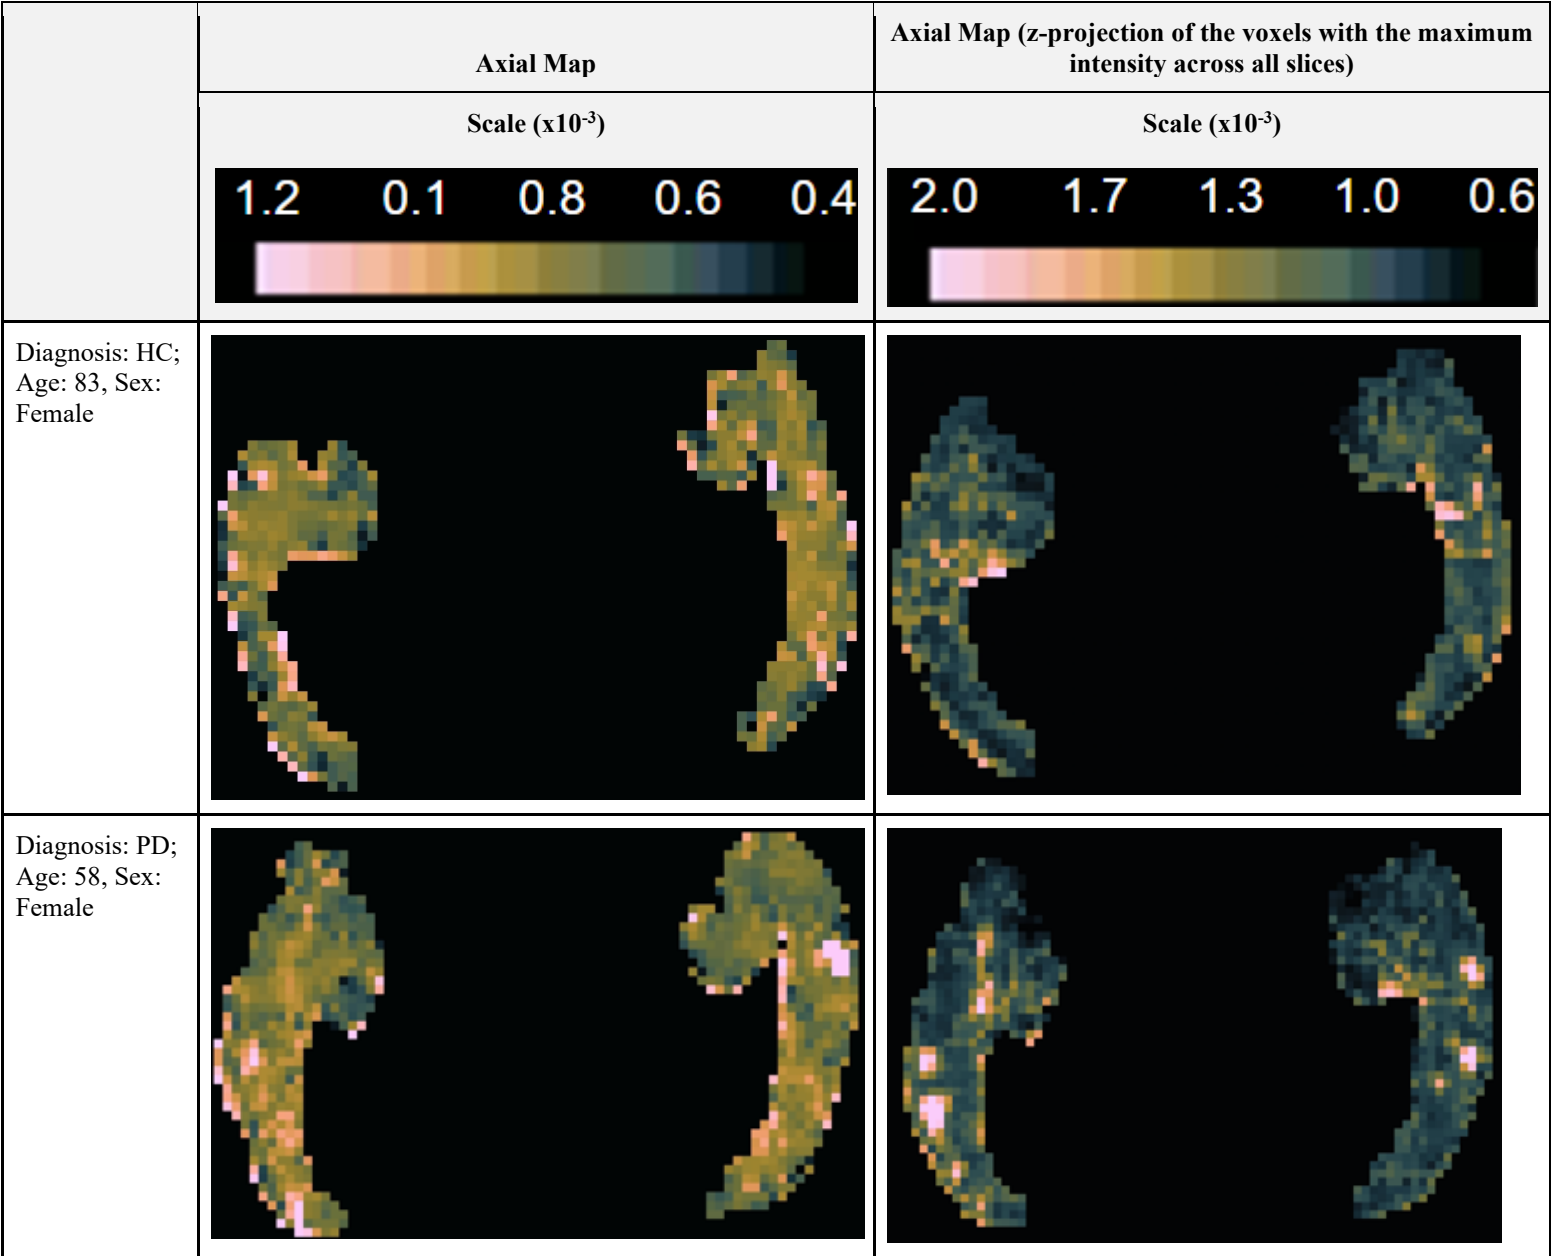 Axial Map
Axial Map (z-projection of the voxels with the maximum
intensity across all slices)
Scale (x10-3)
Scale (x10-3)
1.2 0.1 0.8 0.6 0.4
2.0 1.7 1.3 1.0 0.6
Diagnosis: HC;
Age: 83, Sex:
Female
Diagnosis: PD;
Age: 58, Sex:
Female